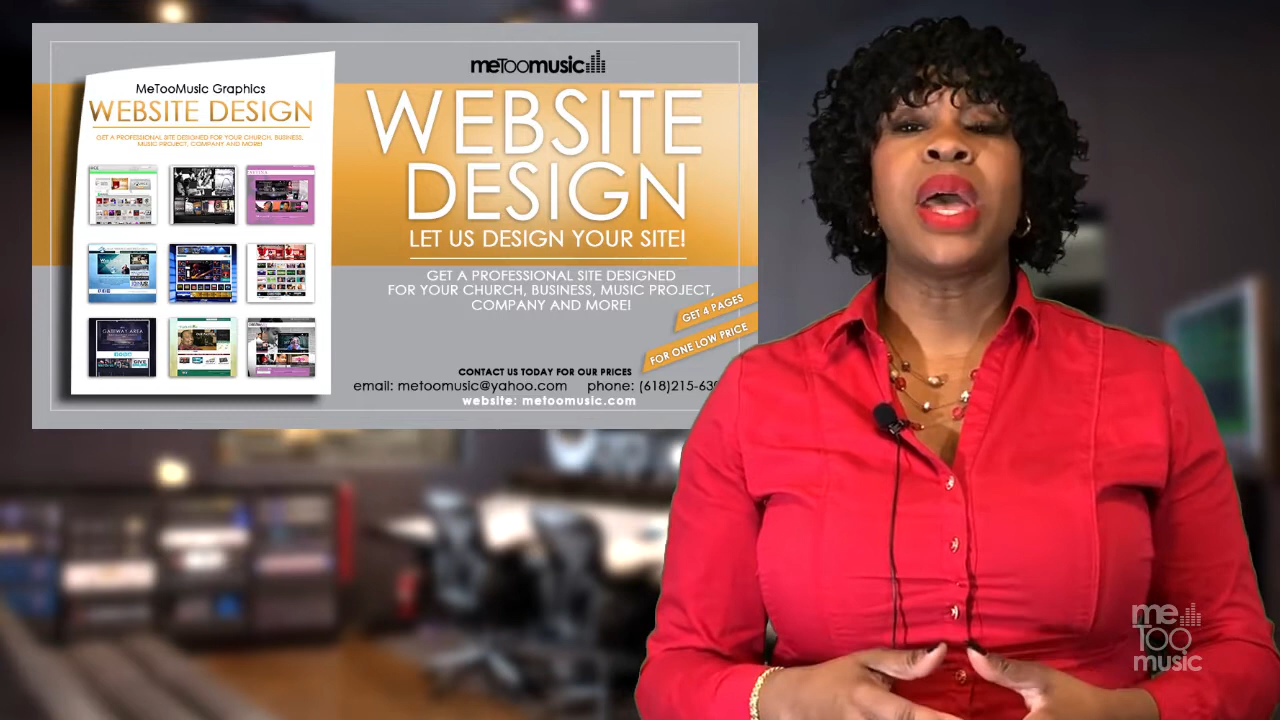 MeTooMusic Graphics
WEBSITE DESIGN
GET A PROFESSIONAL SITE DESIGNED FOR YOUR CHURCH, BUSINESS,
MUSIC PROJECT, COMPANY AND MORE!
meToomusic
WEBSITE
DESIGN
LET US DESIGN YOUR SITE!
GET A PROFESSIONAL SITE DESIGNED
FOR YOUR CHURCH, BUSINESS, MUSIC PROJECT,
COMPANY AND MORE!
GET 4 PAGES
FOR ONE LOW PRICE
CONTACT US TODAY FOR OUR PRICES
email: metoomusic@yahoo.com phone: (618)215-63
website: metoomusic.com
me
Too
music